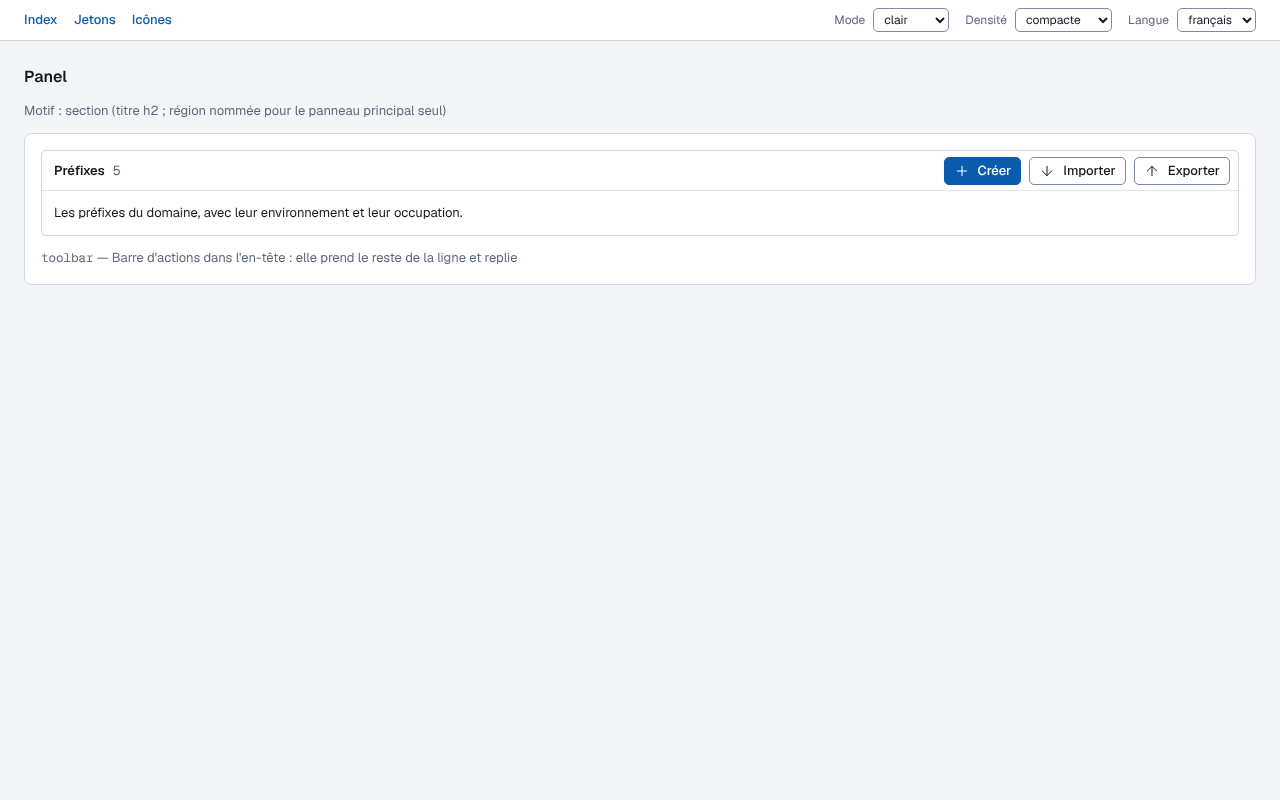 Index Jetons Icônes Mode clair Densité compacte Langue français
Panel
Motif : section (titre h2 ; région nommée pour le panneau principal seul)
Préfixes 5 Créer Importer Exporter
Les préfixes du domaine, avec leur environnement et leur occupation.
toolbar — Barre d'actions dans l'en-tête : elle prend le reste de la ligne et replie